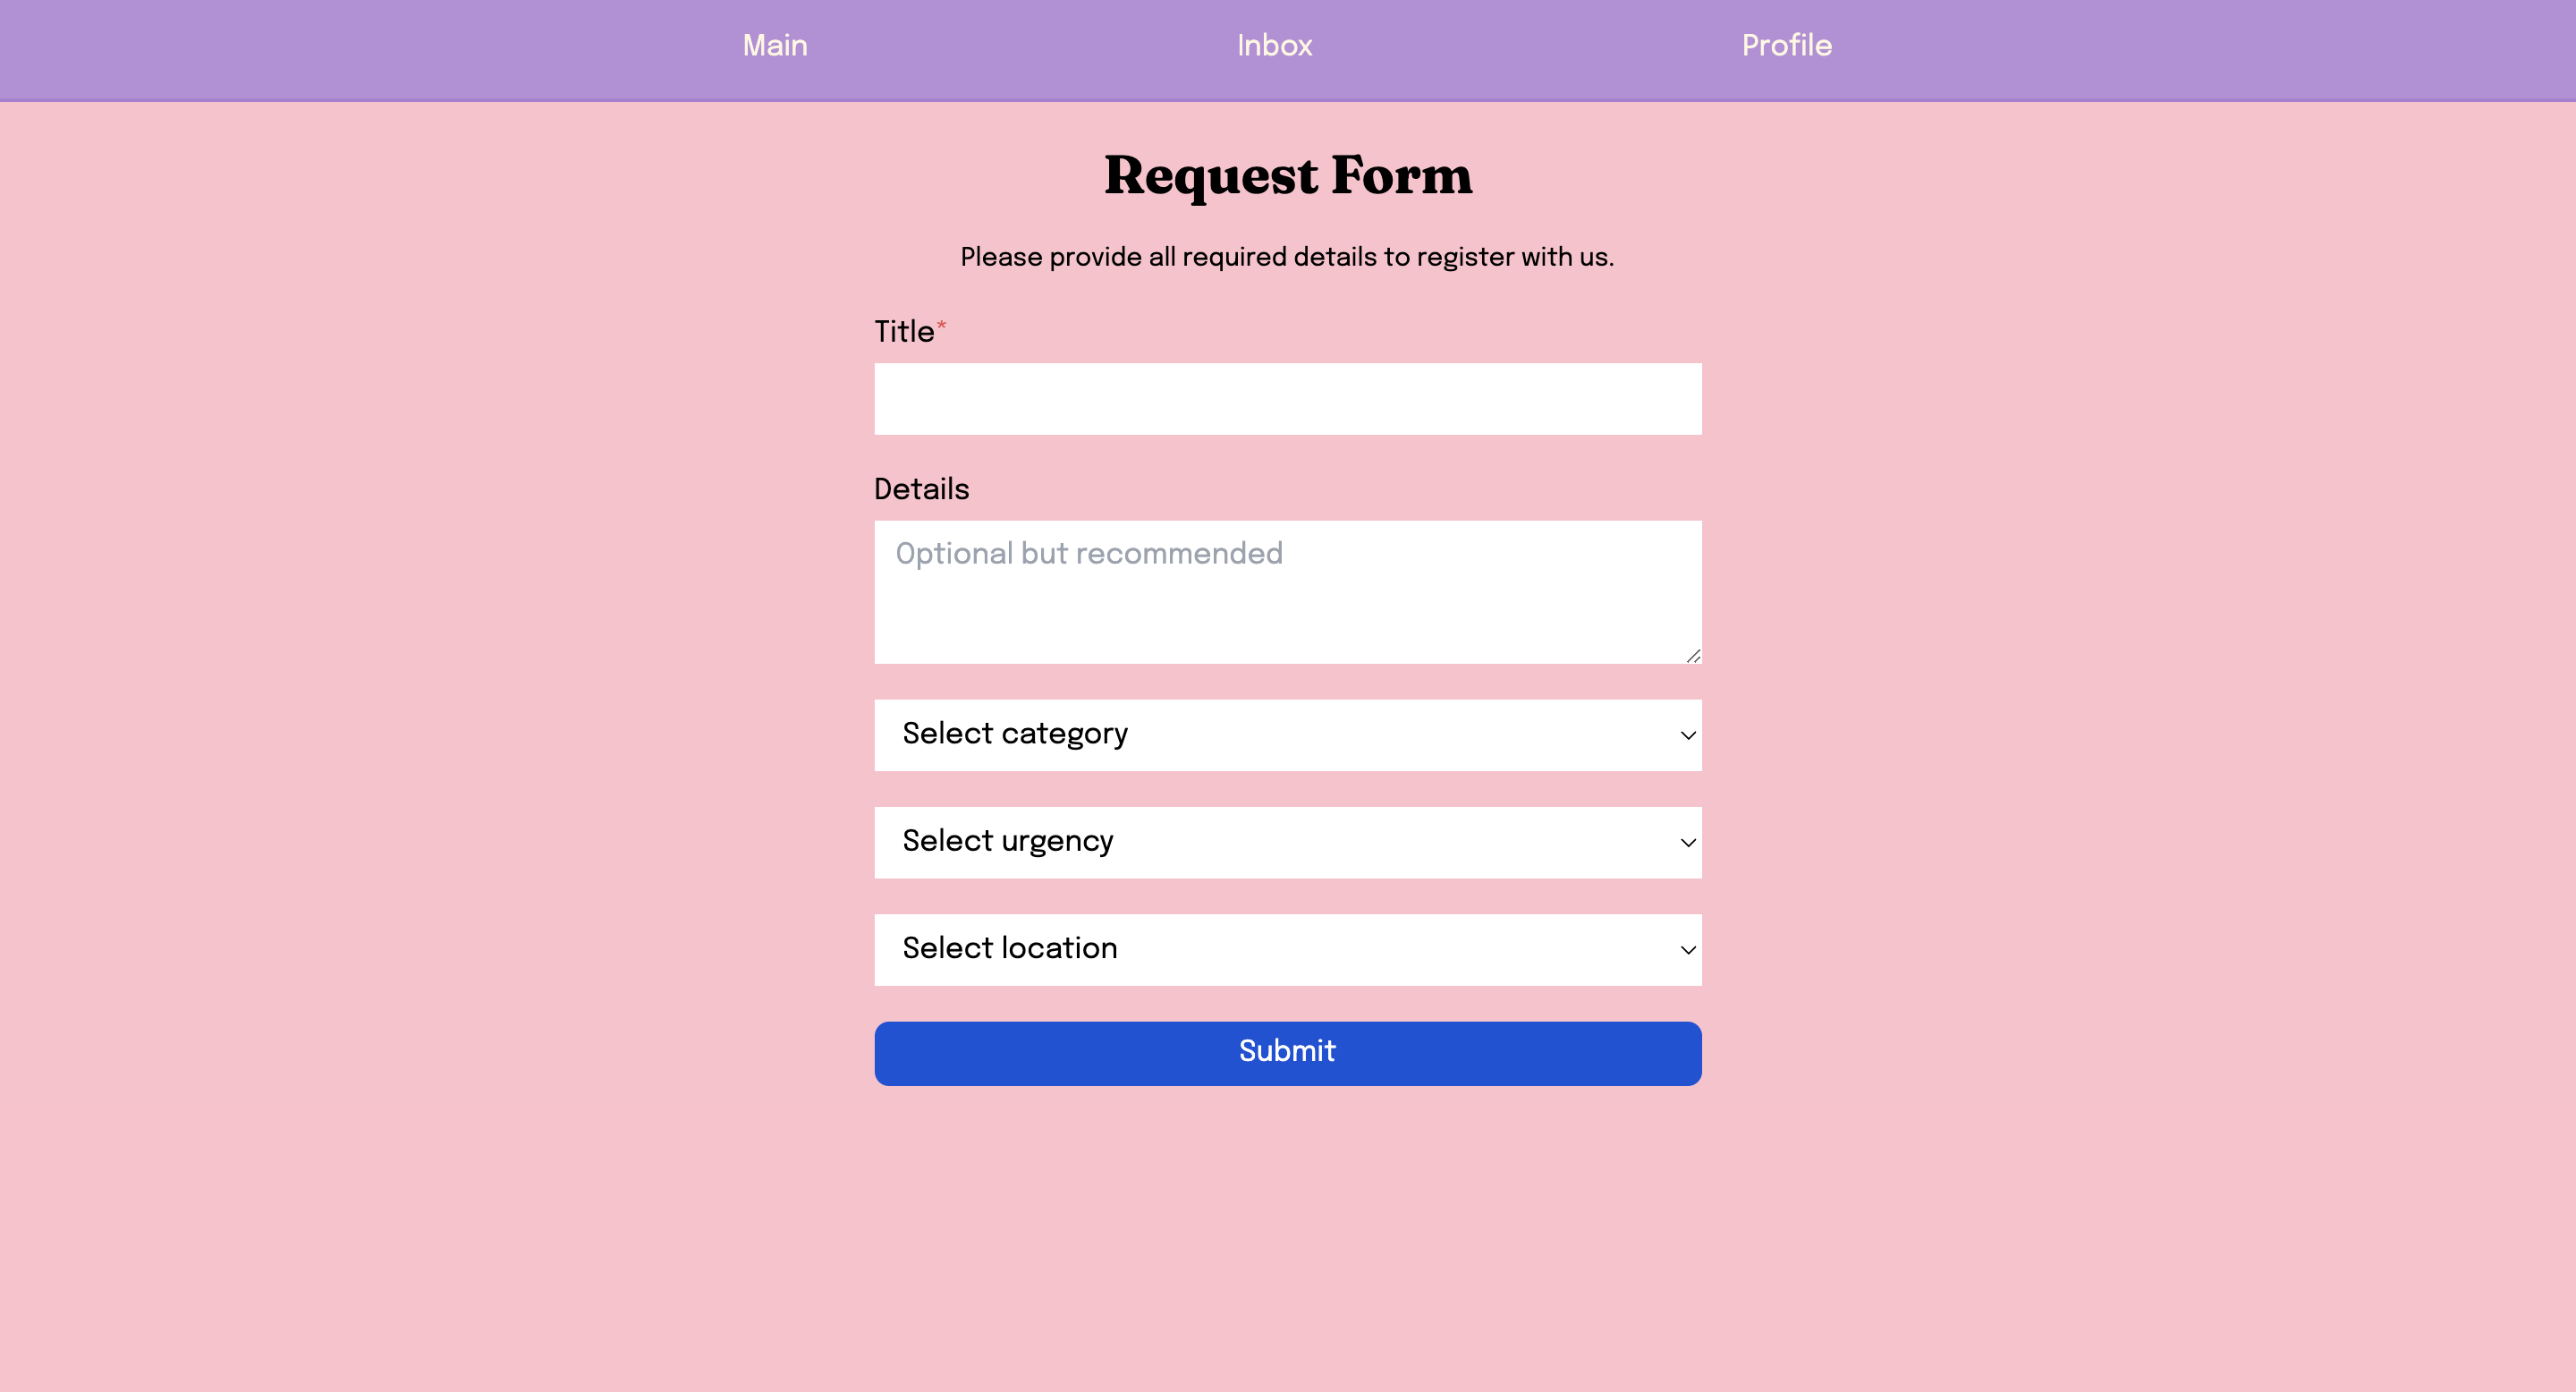 Main Inbox Profile
Request Form
Please provide all required details to register with us.
Title*
Details
Optional but recommended
Select category
Select urgency
Select location
Submit